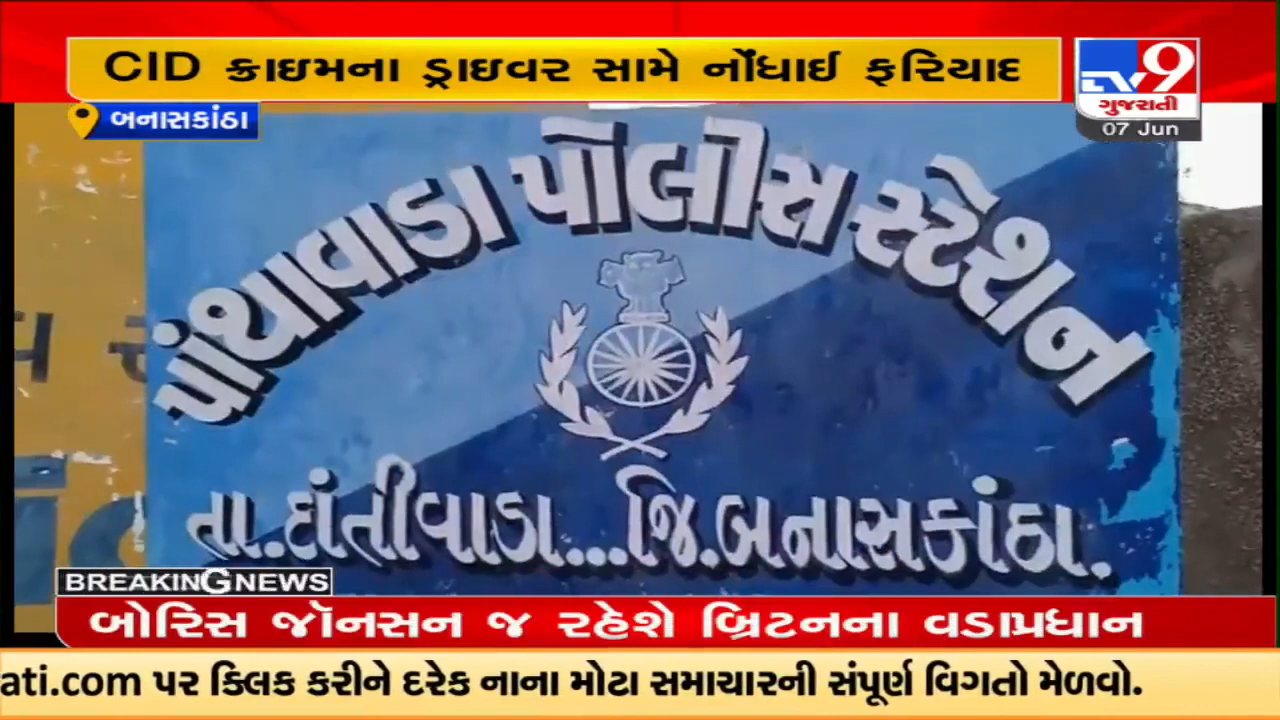 CID ક્રાઇમના ડ્રાઇવર સામે નોંધાઈ ફરિયાદ
TV9
ગુજરાતી
07 Jun
બનાસકાંઠા
પાંથાવાડા પોલીસ સ્ટેશન
તા..દાંતીવાડા...જિ.બનાસકાંઠા.
BREAKING NEWS
બોરિસ જૉનસન જ રહેશે બ્રિટનના વડાપ્રધાન
ati.com પર ક્લિક કરીને દરેક નાના મોટા સમાચારની સંપૂર્ણ વિગતો મેળવો.